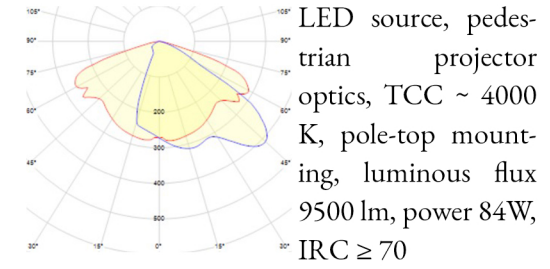 105°
105°
90°
90°
75°
75°
60°
60°
45°
45°
30°
15°
0°
15°
30°
200
300
400
500
LED source, pedes-
trian projector
optics, TCC ~ 4000
K, pole-top mount-
ing, luminous flux
9500 lm, power 84W,
IRC ≥ 70